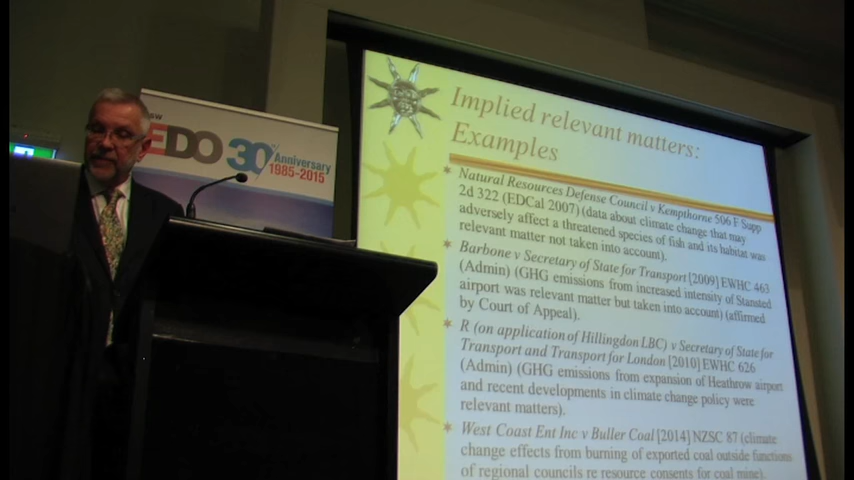 NSW
EDO 30th Anniversary
1985-2015
Implied relevant matters:
Examples
Natural Resources Defense Council v Kempthorne 506 F Supp
2d 322 (EDCal 2007) (data about climate change that may
adversely affect a threatened species of fish and its habitat was
relevant matter not taken into account).
Barbone v Secretary of State for Transport [2009] EWHC 463
(Admin) (GHG emissions from increased intensity of Stansted
airport was relevant matter but taken into account) (affirmed
by Court of Appeal).
R (on application of Hillingdon LBC) v Secretary of State for
Transport and Transport for London [2010] EWHC 626
(Admin) (GHG emissions from expansion of Heathrow airport
and recent developments in climate change policy were
relevant matters).
West Coast Ent Inc v Buller Coal [2014] NZSC 87 (climate
change effects from burning of exported coal outside functions
of regional councils re resource consents for coal mine).